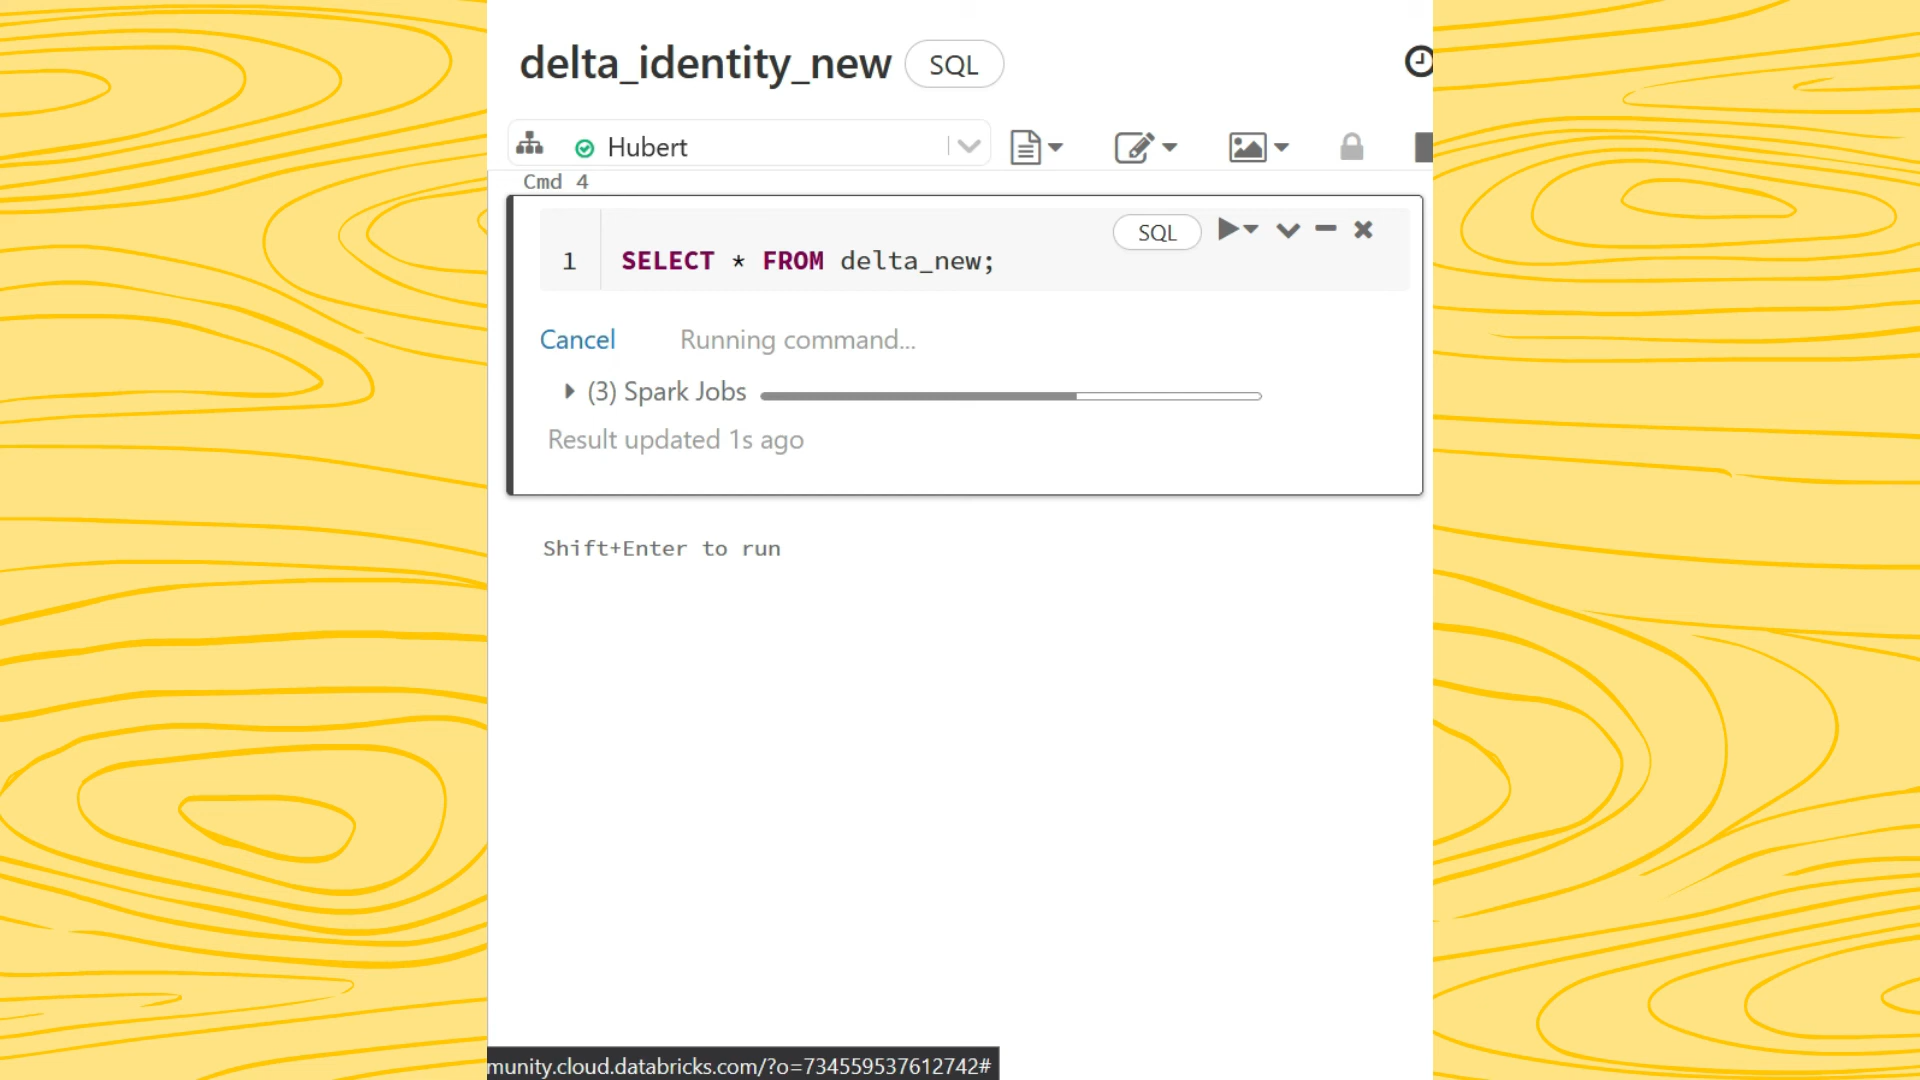 delta_identity_new SQL
Hubert
Cmd 4
SQL
1 SELECT * FROM delta_new;
Cancel Running command...
(3) Spark Jobs
Result updated 1s ago
Shift+Enter to run
munity.cloud.databricks.com/?o=734559537612742#